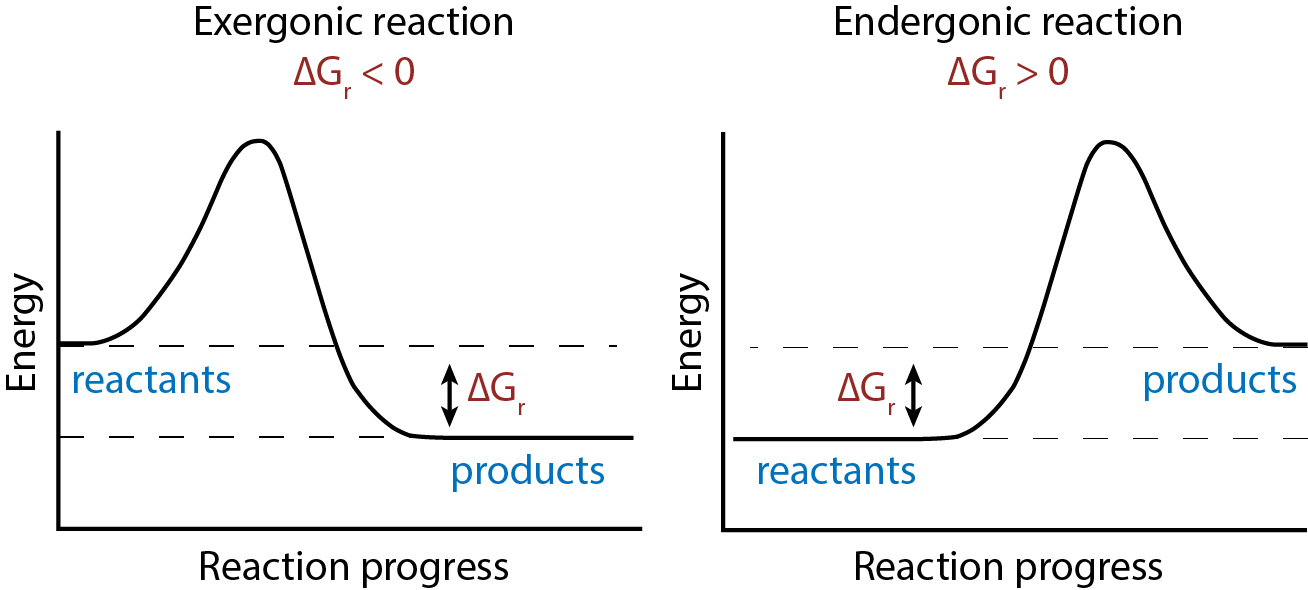 Exergonic reaction
ΔGr < 0
Energy
reactants
ΔGr
products
Reaction progress
Endergonic reaction
ΔGr > 0
Energy
products
ΔGr
reactants
Reaction progress